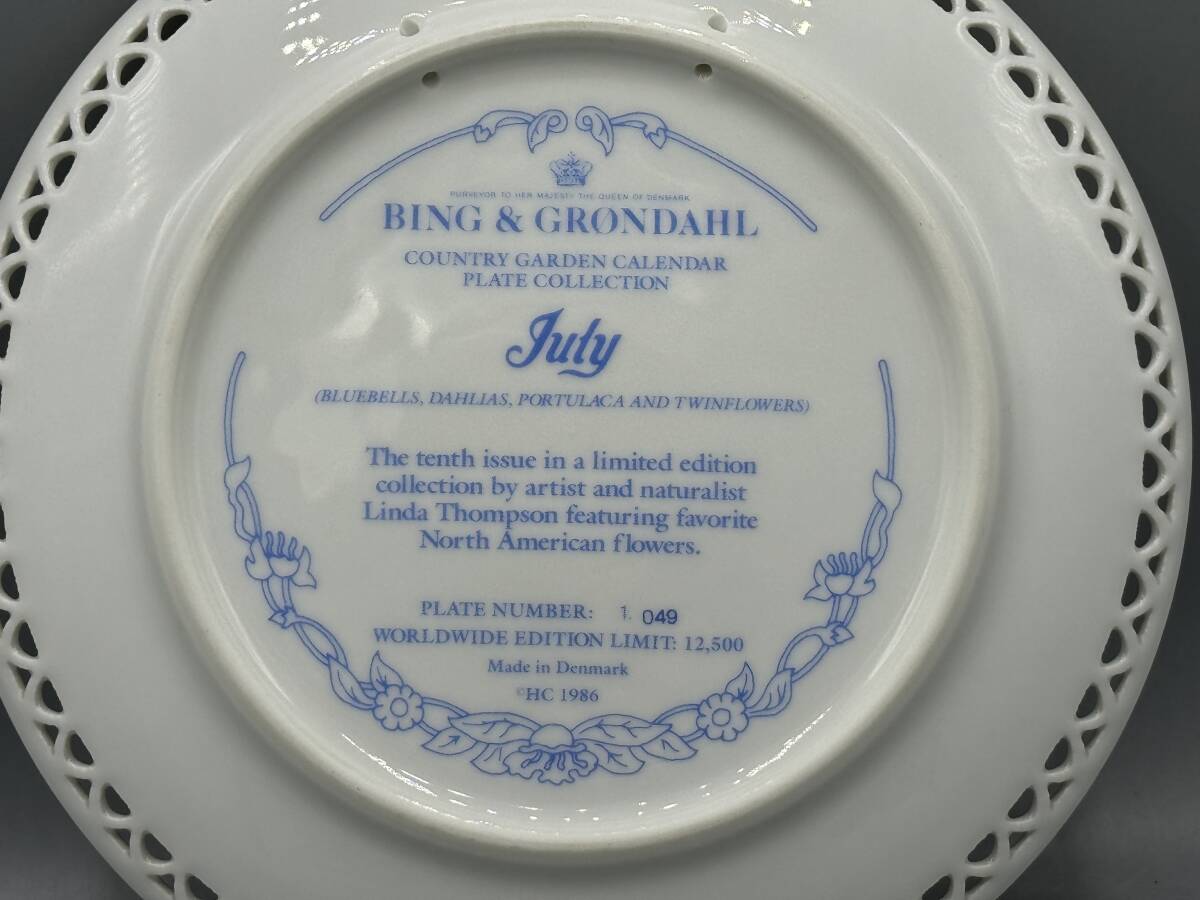 PURVEYOR TO HER MAJESTY THE QUEEN OF DENMARK
BING & GRØNDAHL
COUNTRY GARDEN CALENDAR
PLATE COLLECTION
July
(BLUEBELLS, DAHLIAS, PORTULACA AND TWINFLOWERS)
The tenth issue in a limited edition
collection by artist and naturalist
Linda Thompson featuring favorite
North American flowers.
PLATE NUMBER: 1. 049
WORLDWIDE EDITION LIMIT: 12,500
Made in Denmark
©HC 1986